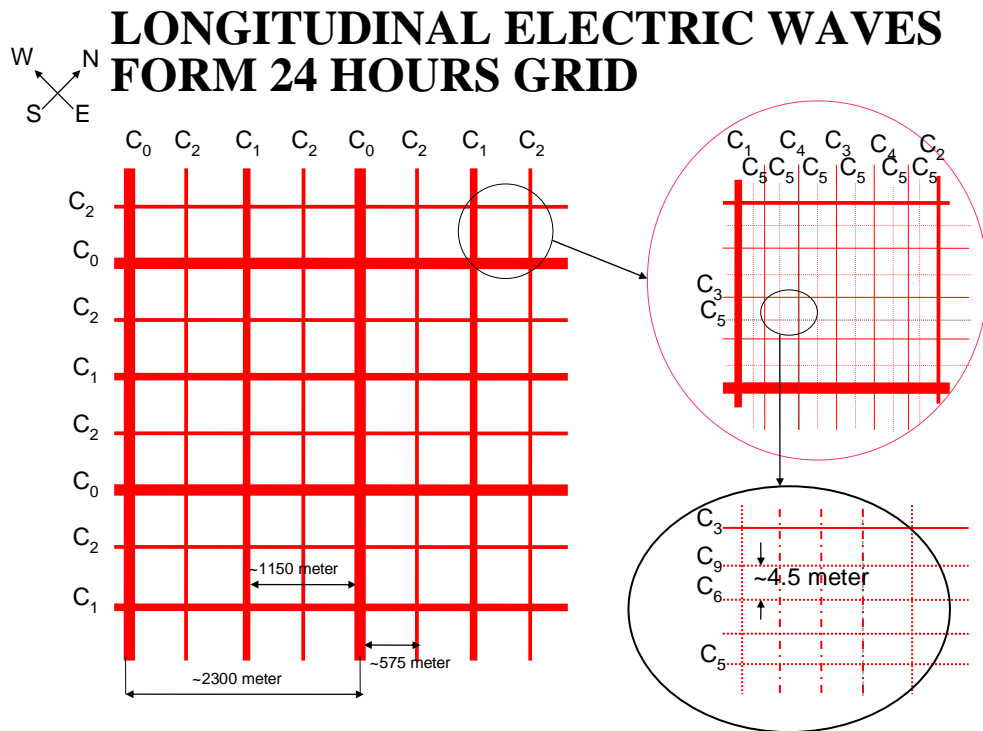 LONGITUDINAL ELECTRIC WAVES
FORM 24 HOURS GRID
W N
S E
C0 C2 C1 C2 C0 C2 C1 C2
C2
C0
C2
C1
C2
C0
C2
C1
~1150 meter
~575 meter
~2300 meter
C1 C4 C3 C4 C2
C5 C5 C5 C5 C5 C5
C3
C5
C3
C9
~4.5 meter
C6
C5